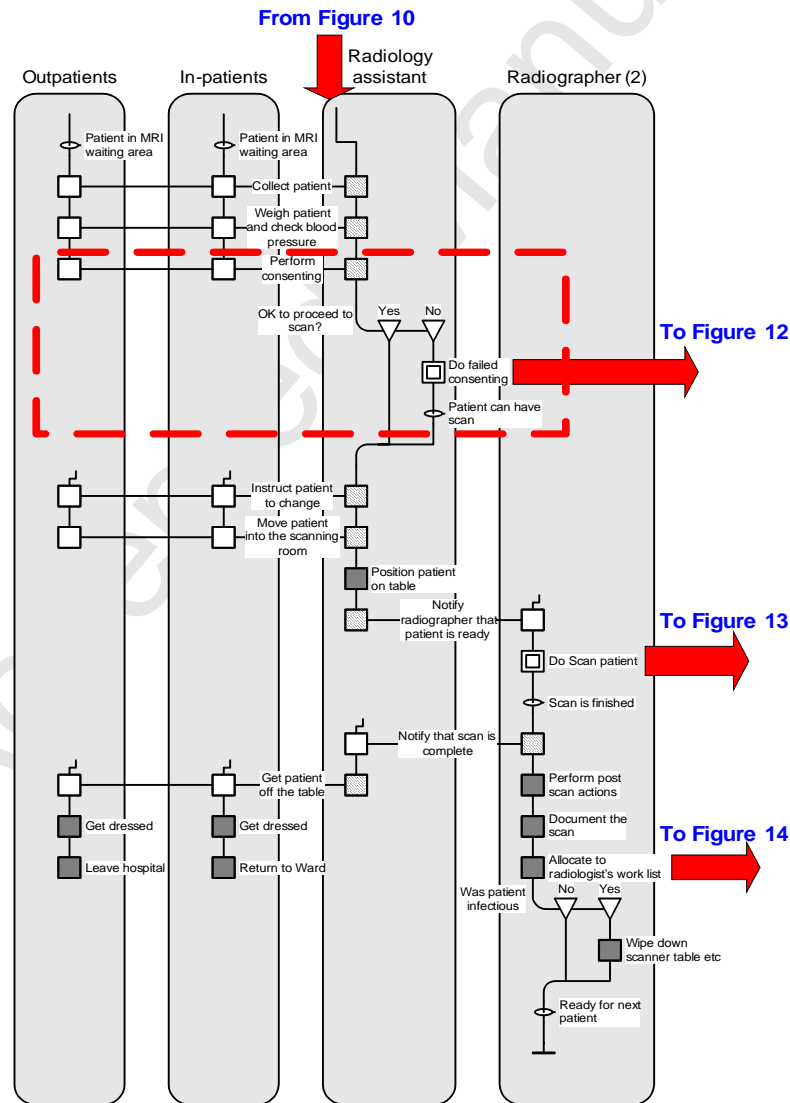 From Figure 10
Outpatients
In-patients
Radiology
assistant
Radiographer (2)
Patient in MRI
waiting area
Patient in MRI
waiting area
Collect patient
Weigh patient
and check blood
pressure
Perform
consenting
OK to proceed to
scan?
Yes
No
To Figure 12
Do failed
consenting
Patient can have
scan
Instruct patient
to change
Move patient
into the scanning
room
Position patient
on table
Notify
radiographer that
patient is ready
To Figure 13
Do Scan patient
Scan is finished
Notify that scan is
complete
Get patient
off the table
Perform post
scan actions
Get dressed
Get dressed
Document the
scan
To Figure 14
Leave hospital
Return to Ward
Allocate to
radiologist's work list
Was patient
infectious
No
Yes
Wipe down
scanner table etc
Ready for next
patient